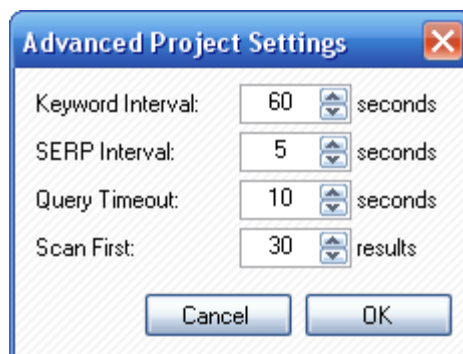 Advanced Project Settings
Keyword Interval: 60 seconds
SERP Interval: 5 seconds
Query Timeout: 10 seconds
Scan First: 30 results
Cancel OK